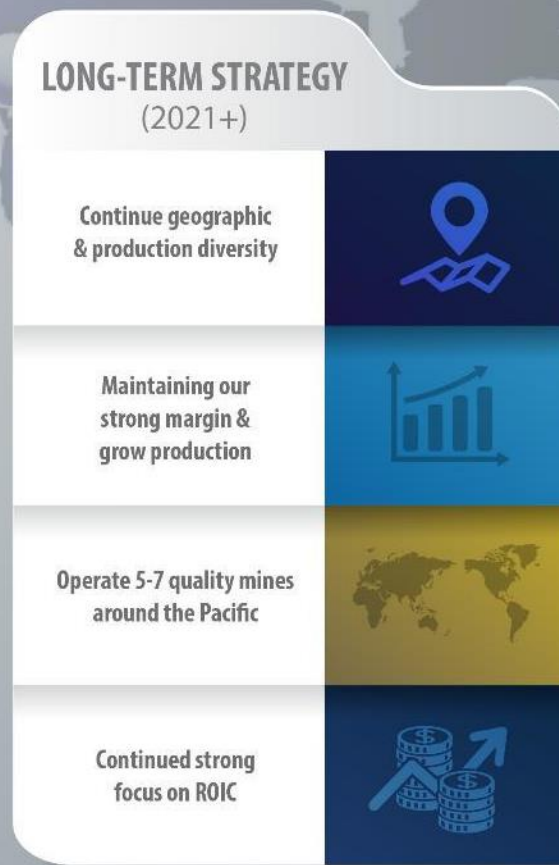 LONG-TERM STRATEGY
(2021+)
Continue geographic
& production diversity
Maintaining our
strong margin &
grow production
Operate 5-7 quality mines
around the Pacific
Continued strong
focus on ROIC